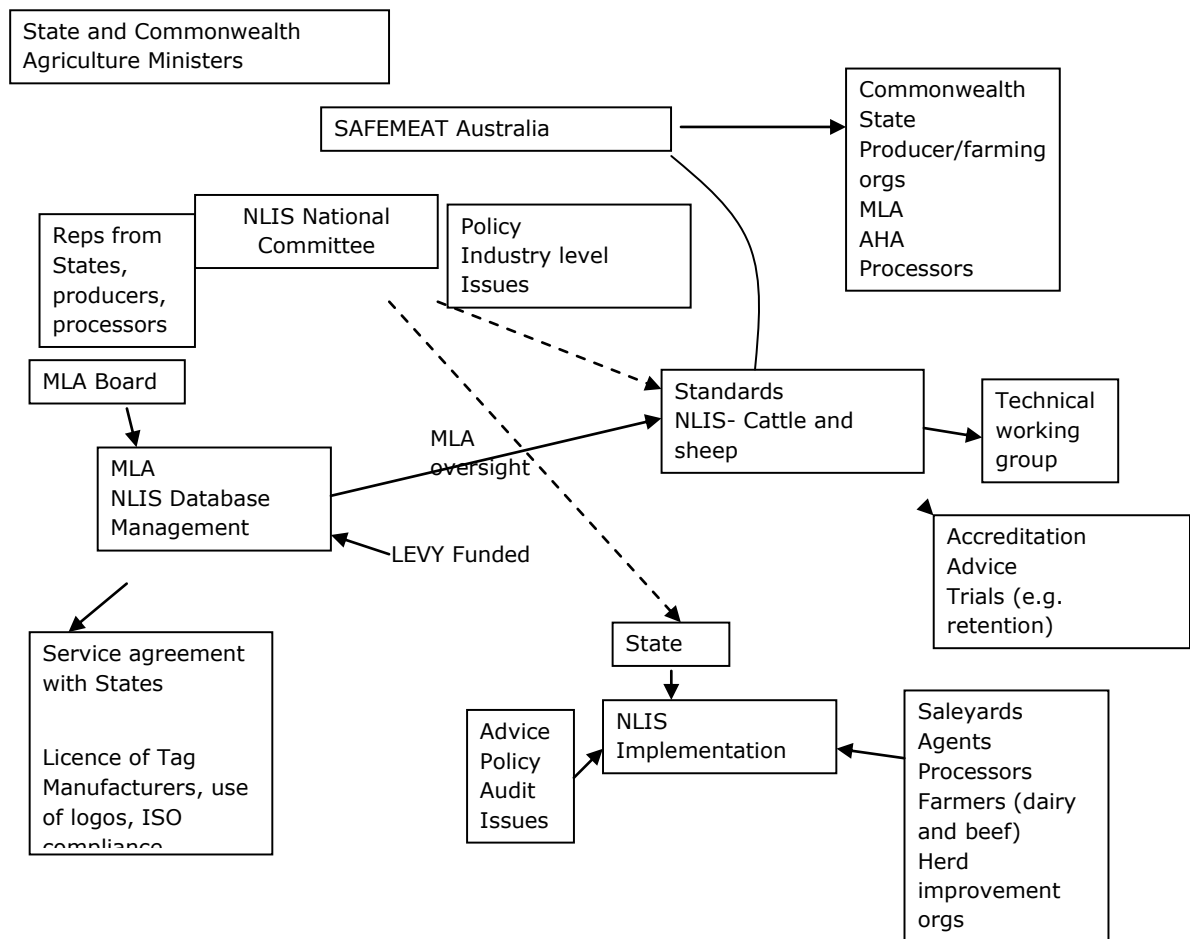 State and Commonwealth
Agriculture Ministers
SAFEMEAT Australia
Commonwealth
State
Producer/farming
orgs
MLA
AHA
Processors
NLIS National
Committee
Reps from
States,
producers,
processors
Policy
Industry level
Issues
MLA Board
Standards
NLIS- Cattle and
sheep
Technical
working
group
MLA
oversight
MLA
NLIS Database
Management
LEVY Funded
Accreditation
Advice
Trials (e.g.
retention)
State
Service agreement
with States
Licence of Tag
Manufacturers, use
of logos, ISO
compliance
Advice
Policy
Audit
Issues
NLIS
Implementation
Saleyards
Agents
Processors
Farmers (dairy
and beef)
Herd
improvement
orgs